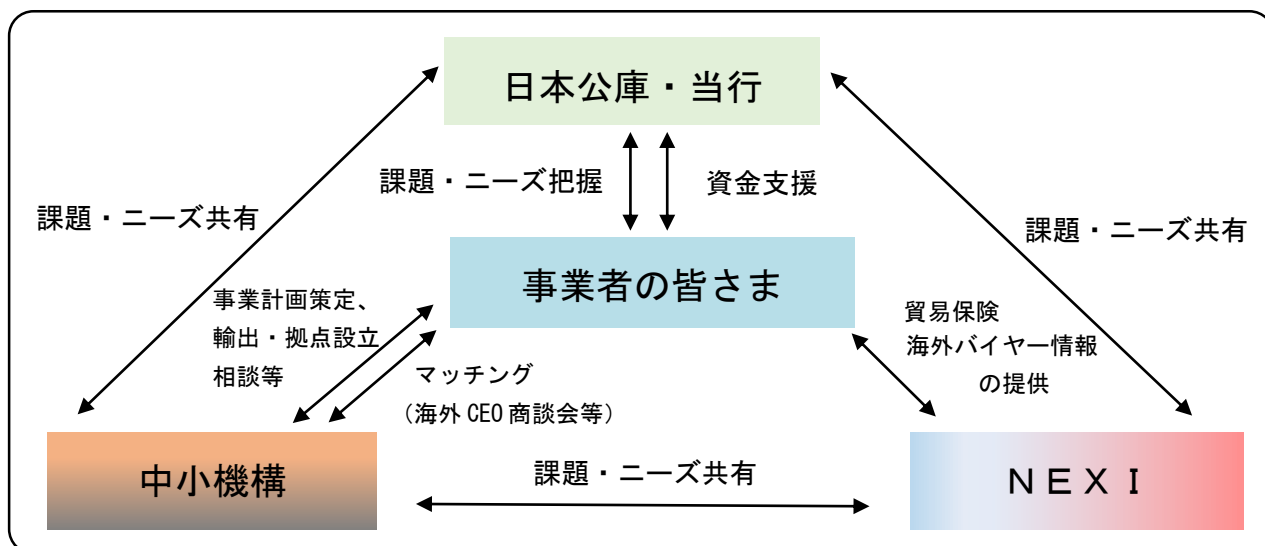 日本公庫・当行
課題・ニーズ把握
資金支援
課題・ニーズ共有
課題・ニーズ共有
事業者の皆さま
事業計画策定、
輸出・拠点設立
相談等
貿易保険
海外バイヤー情報
の提供
マッチング
（海外 CEO 商談会等）
中小機構
課題・ニーズ共有
ＮＥＸＩ